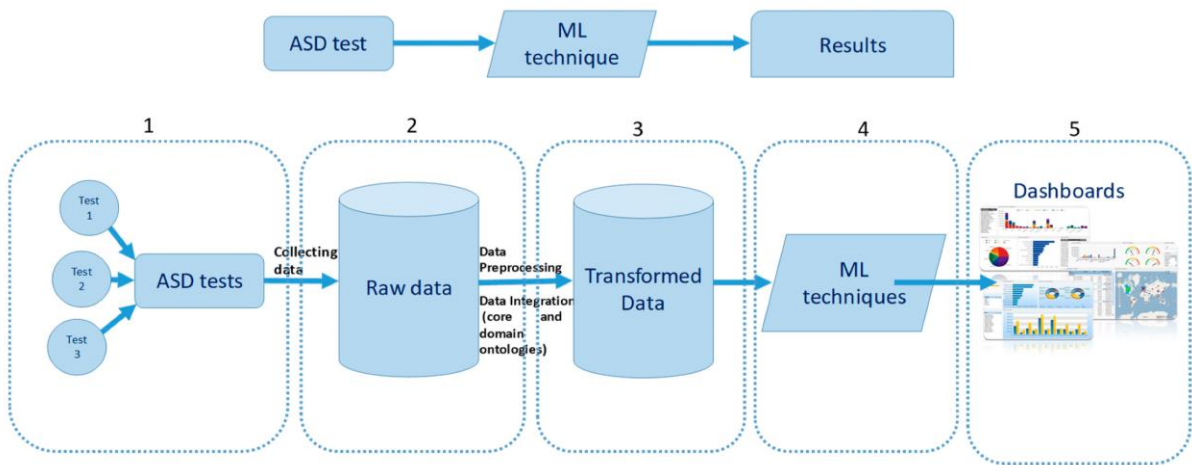 ASD test
ML
technique
Results
1
2
3
4
5
Test
1
Test
2
Test
3
ASD tests
Collecting
data
Raw data
Data
Preprocessing
Data Integration
(core and
domain
ontologies)
Transformed
Data
ML
techniques
Dashboards